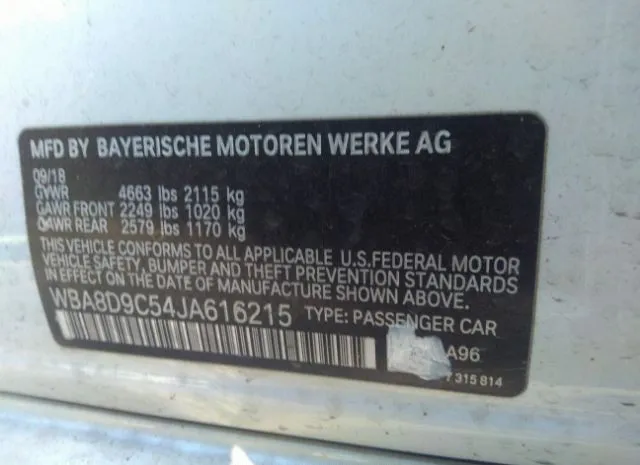 MFD BY BAYERISCHE MOTOREN WERKE AG
09/18
GVWR 4663 lbs 2115 kg
GAWR FRONT 2249 lbs 1020 kg
GAWR REAR 2579 lbs 1170 kg
THIS VEHICLE CONFORMS TO ALL APPLICABLE U.S.FEDERAL MOTOR
VEHICLE SAFETY, BUMPER AND THEFT PREVENTION STANDARDS
IN EFFECT ON THE DATE OF MANUFACTURE SHOWN ABOVE.
WBA8D9C54JA616215 TYPE: PASSENGER CAR
A96
7 315 814